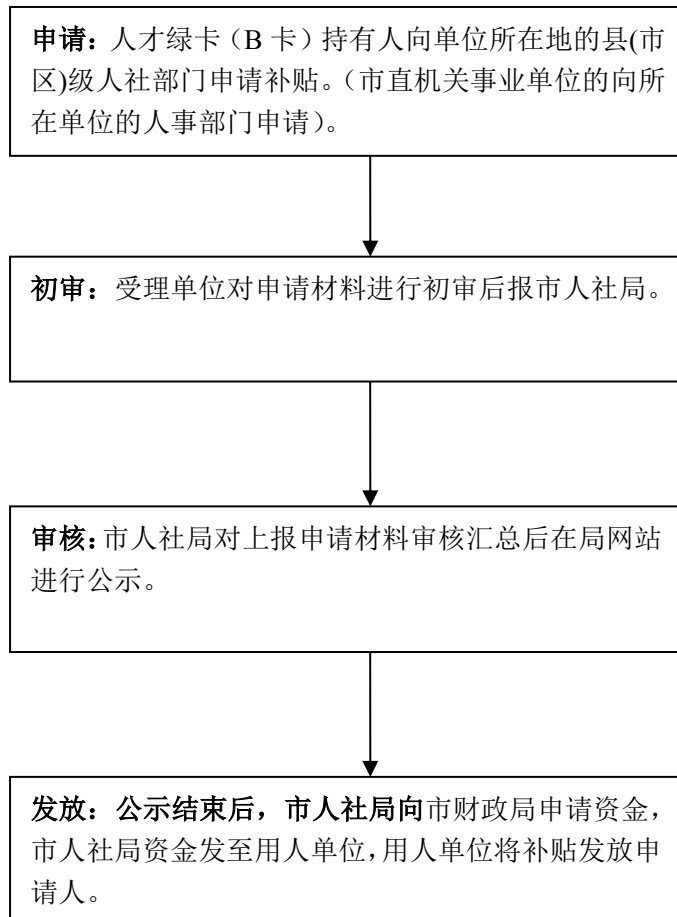 申请：人才绿卡（B 卡）持有人向单位所在地的县(市
区)级人社部门申请补贴。（市直机关事业单位的向所
在单位的人事部门申请）。
初审：受理单位对申请材料进行初审后报市人社局。
审核：市人社局对上报申请材料审核汇总后在局网站
进行公示。
发放：公示结束后，市人社局向市财政局申请资金，
市人社局资金发至用人单位，用人单位将补贴发放申
请人。